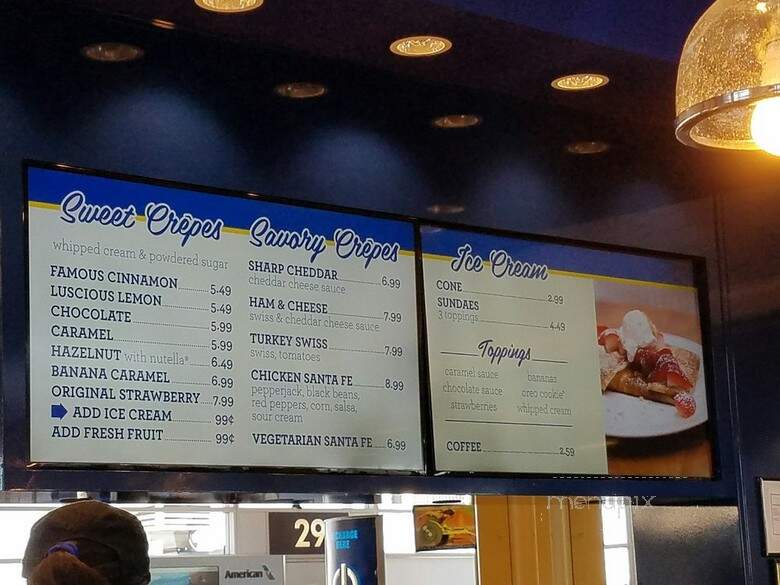 Sweet Crêpes
whipped cream & powdered sugar
FAMOUS CINNAMON 5.49
LUSCIOUS LEMON 5.49
CHOCOLATE 5.99
CARAMEL 5.99
HAZELNUT with nutella® 6.49
BANANA CARAMEL 6.99
ORIGINAL STRAWBERRY 7.99
ADD ICE CREAM 99¢
ADD FRESH FRUIT 99¢
Savory Crêpes
SHARP CHEDDAR 6.99
cheddar cheese sauce
HAM & CHEESE 7.99
swiss & cheddar cheese sauce
TURKEY SWISS 7.99
swiss, tomatoes
CHICKEN SANTA FE 8.99
pepperjack, black beans,
red peppers, corn, salsa,
sour cream
VEGETARIAN SANTA FE 6.99
Ice Cream
CONE 2.99
SUNDAES
3 toppings 4.49
Toppings
caramel sauce bananas
chocolate sauce oreo cookie®
strawberries whipped cream
COFFEE 2.59
menupix
29
CHARGE
HERE
American